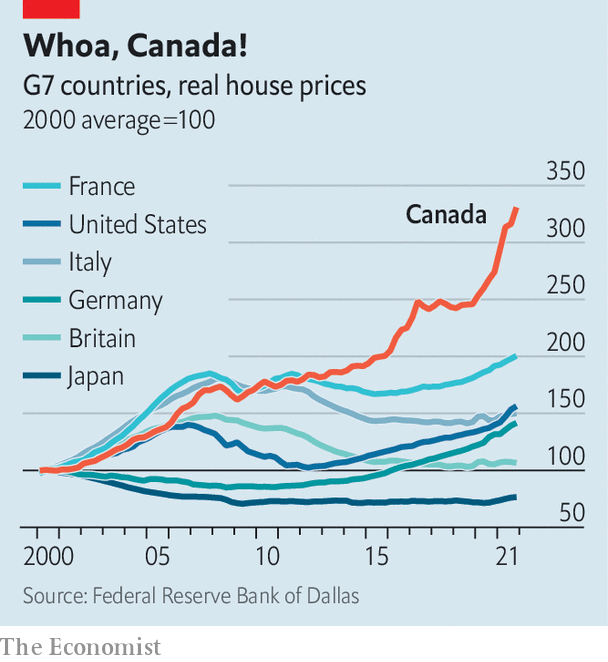 Whoa, Canada!
G7 countries, real house prices
2000 average=100
350
France
Canada
United States
300
Italy
250
Germany
Britain
200
Japan
150
100
50
2000 05 10 15 21
Source: Federal Reserve Bank of Dallas
The Economist